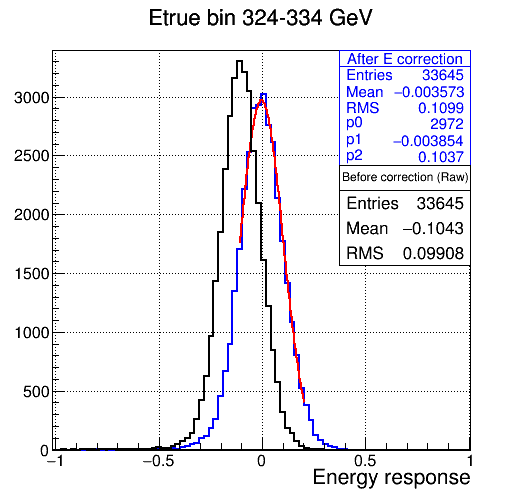 Etrue bin 324-334 GeV
After E correction
Entries 33645
Mean −0.003573
RMS 0.1099
p0 2972
p1 −0.003854
p2 0.1037
Before correction (Raw)
Entries 33645
Mean −0.1043
RMS 0.09908
3000
2500
2000
1500
1000
500
0
−1 −0.5 0 0.5 1
Energy response